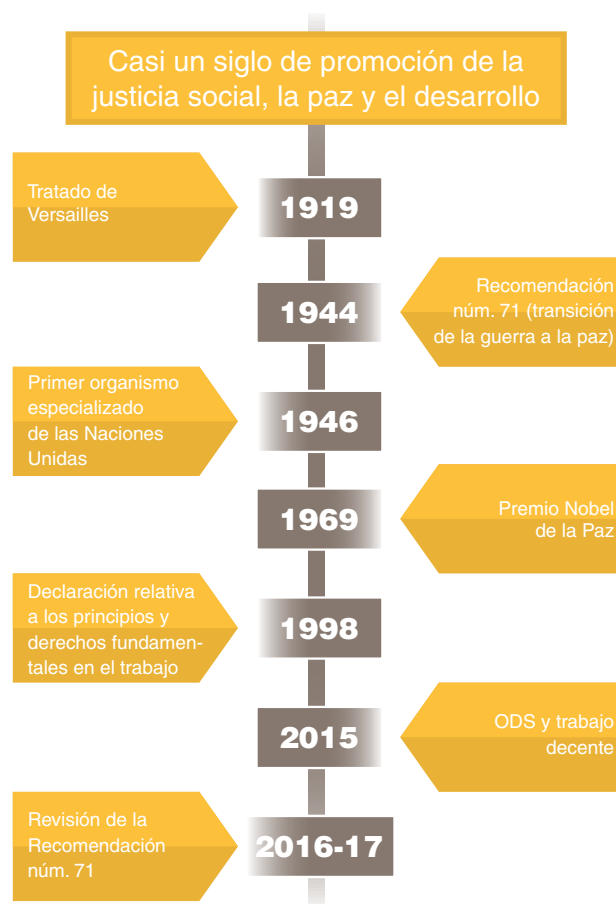 Casi un siglo de promoción de la
justicia social, la paz y el desarrollo
Tratado de
Versailles
1919
1944
Recomendación
núm. 71 (transición
de la guerra a la paz)
Primer organismo
especializado
de las Naciones
Unidas
1946
1969
Premio Nobel
de la Paz
Declaración relativa
a los principios y
derechos fundamen-
tales en el trabajo
1998
2015
ODS y trabajo
decente
Revisión de la
Recomendación
núm. 71
2016-17